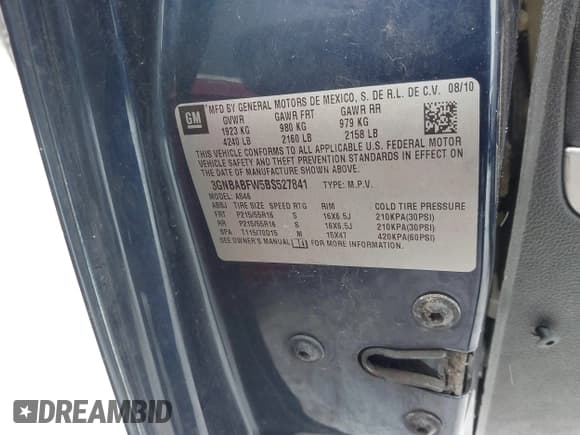 GM
MFD BY GENERAL MOTORS DE MEXICO, S. DE R.L. DE C.V. 08/10
GVWR GAWR FRT GAWR RR
1923 KG 980 KG 979 KG
4240 LB 2160 LB 2158 LB
THIS VEHICLE CONFORMS TO ALL APPLICABLE U.S. FEDERAL MOTOR
VEHICLE SAFETY AND THEFT PREVENTION STANDARDS IN EFFECT ON
THE DATE OF MANUFACTURE SHOWN ABOVE.
3GNBABFW5BS527841 TYPE: M.P.V.
MODEL: AB46
TIRE SIZE SPEED RTG RIM COLD TIRE PRESSURE
FRT P215/55R16 S 16X6.5J 210KPA(30PSI)
RR P215/55R16 S 16X6.5J 210KPA(30PSI)
SPA T115/70D15 M 15X4T 420KPA(60PSI)
SEE OWNER'S MANUAL FOR MORE INFORMATION.
DREAMBID